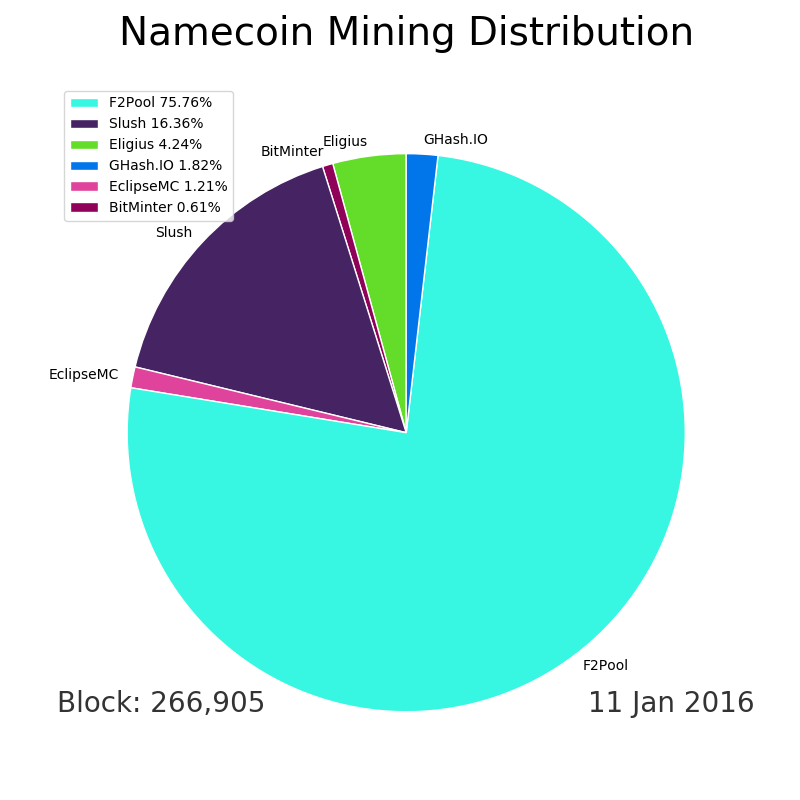 Namecoin Mining Distribution
F2Pool 75.76%
Slush 16.36%
Eligius 4.24%
GHash.IO 1.82%
EclipseMC 1.21%
BitMinter 0.61%
GHash.IO
Eligius
BitMinter
Slush
EclipseMC
F2Pool
Block: 266,905
11 Jan 2016